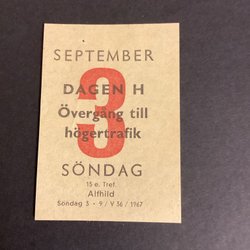 SEPTEMBER
3
DAGEN H
Övergång till
högertrafik
SÖNDAG
15 e. Tref.
Alfhild
Söndag 3 - 9 / V 36 / 1967